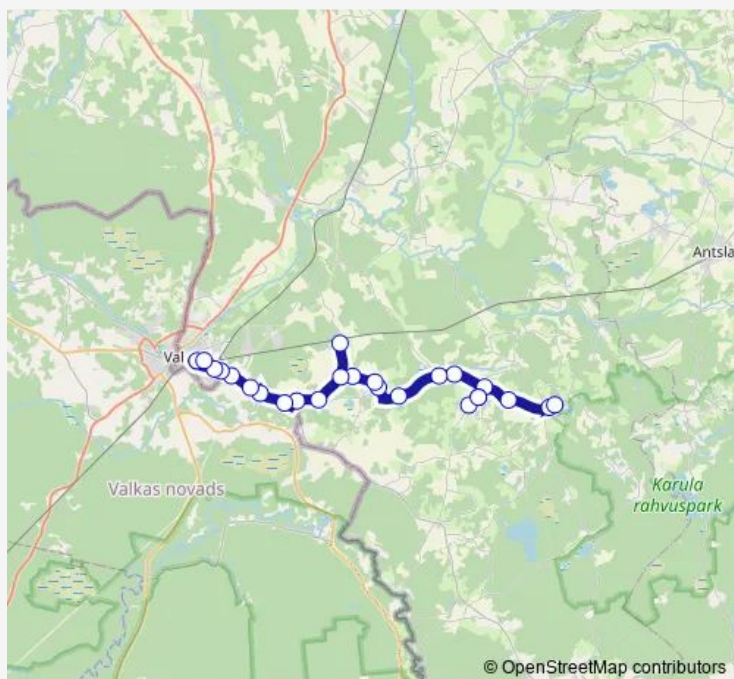 Antsla
Val
Valkas novads
Karula
rahvuspark
© OpenStreetMap contributors